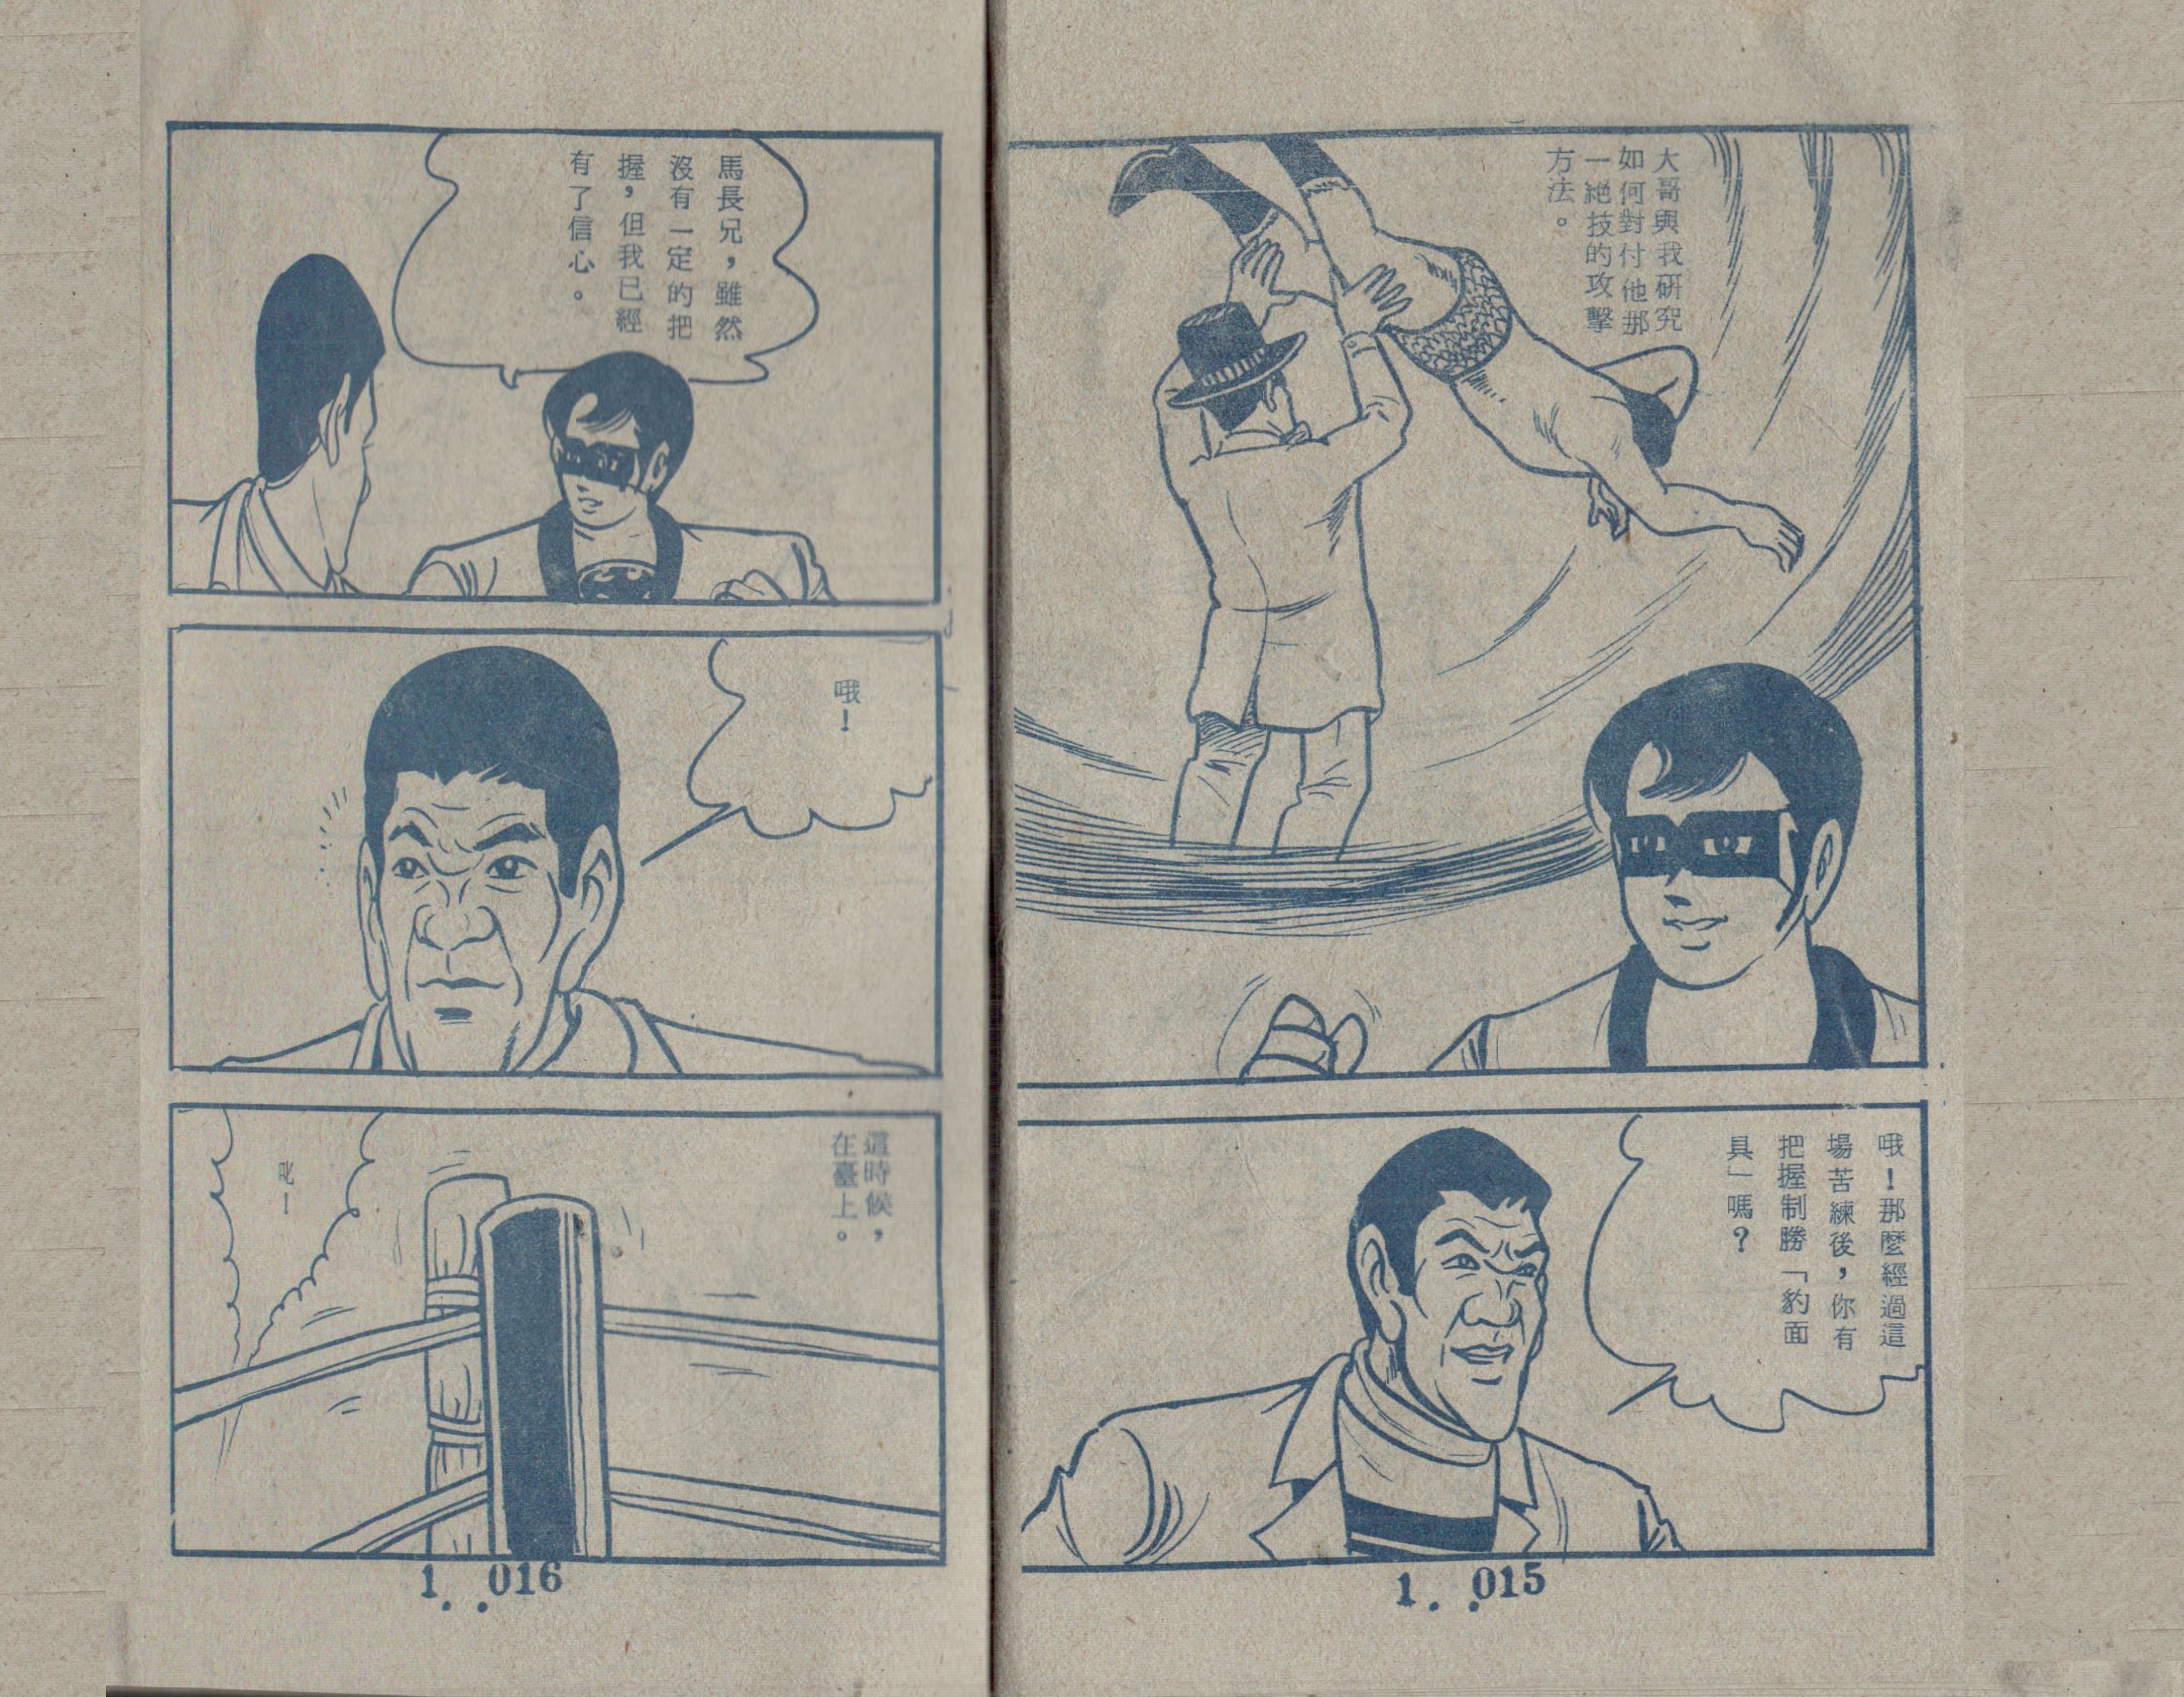 大哥與我研究
如何對付他那
一絕技的攻擊
方法。
哦！那麼經過這
場苦練後，你有
把握制勝「豹面
具」嗎？
1..015
馬長兄，雖然
沒有一定的把
握，但我已經
有了信心。
哦！
這時候，
在臺上。
叱！
1..016